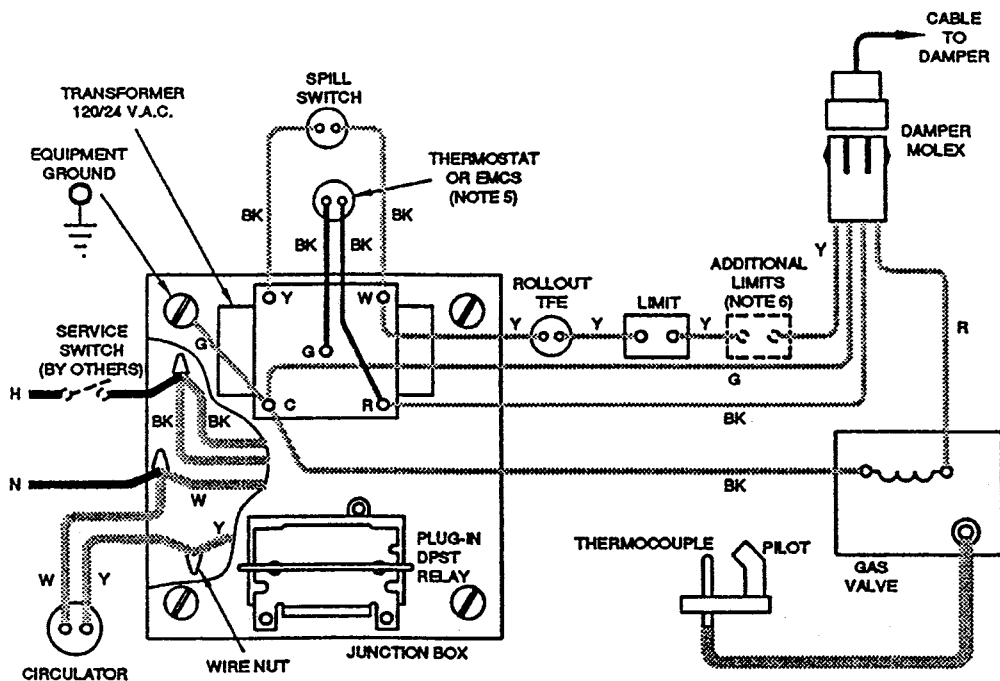 CABLE
TO
DAMPER
SPILL
SWITCH
TRANSFORMER
120/24 V.A.C.
DAMPER
MOLEX
EQUIPMENT
GROUND
THERMOSTAT
OR EMCS
(NOTE 5)
BK
BK
BK
BK
Y
ROLLOUT
TFE
LIMIT
ADDITIONAL
LIMITS
(NOTE 6)
Y
W
SERVICE
SWITCH
(BY OTHERS)
G
G
Y
Y
Y
R
G
H
C
R
BK
BK
BK
N
W
BK
Y
PLUG-IN
DPST
RELAY
THERMOCOUPLE
PILOT
GAS
VALVE
W
Y
CIRCULATOR
WIRE NUT
JUNCTION BOX